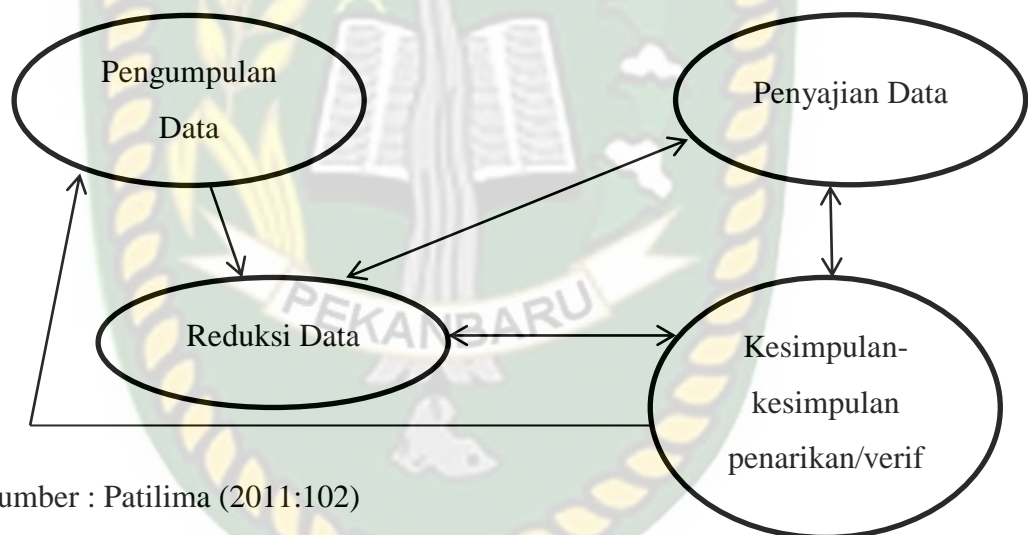 Pengumpulan
Data
Penyajian Data
Reduksi Data
Kesimpulan-
kesimpulan
penarikan/verif
PEKANBARU
umber : Patilima (2011:102)